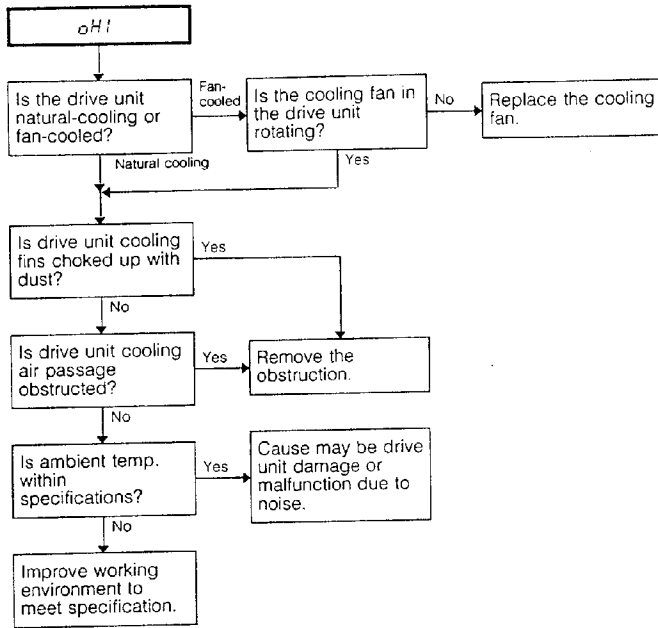 oH1
Is the drive unit
natural-cooling or
fan-cooled?
Fan-
cooled
Is the cooling fan in
the drive unit
rotating?
No
Replace the cooling
fan.
Natural cooling
Yes
Is drive unit cooling
fins choked up with
dust?
Yes
No
Is drive unit cooling
air passage
obstructed?
Yes
Remove the
obstruction.
No
Is ambient temp.
within
specifications?
Yes
Cause may be drive
unit damage or
malfunction due to
noise.
No
Improve working
environment to
meet specification.